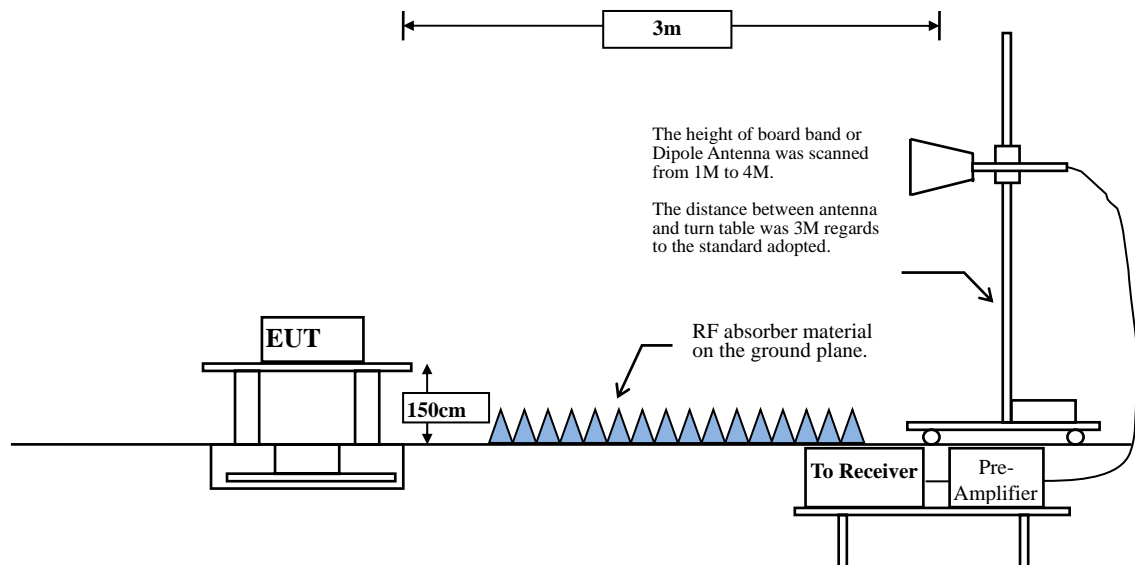 3m
The height of board band or
Dipole Antenna was scanned
from 1M to 4M.
The distance between antenna
and turn table was 3M regards
to the standard adopted.
EUT
RF absorber material
on the ground plane.
150cm
To Receiver
Pre-
Amplifier